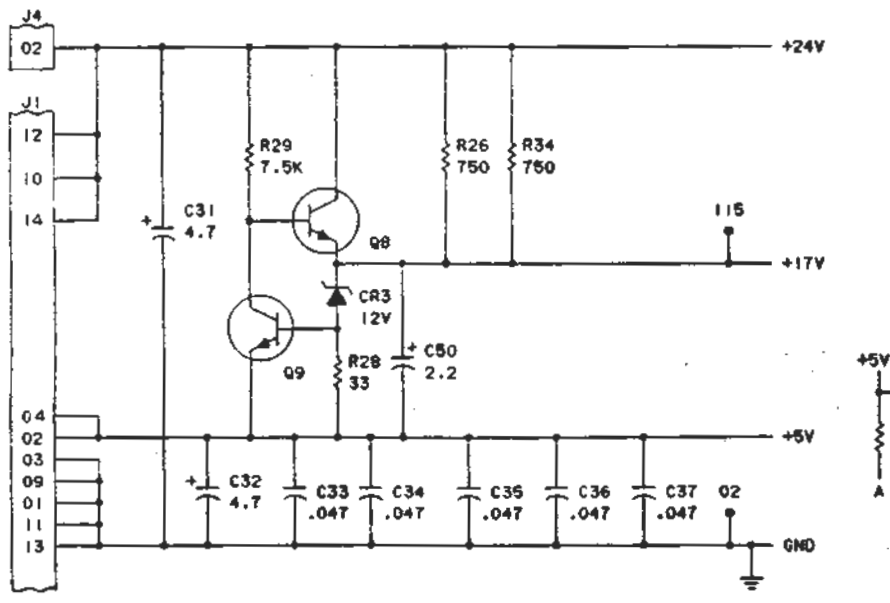 J4
02
+24V
J1
12
10
14
R29
7.5K
R26
750
R34
750
+
C31
4.7
Q8
115
+17V
CR3
12V
+
C50
2.2
Q9
R28
33
+5V
04
02
+5V
03
09
01
11
13
+
C32
4.7
C33
.047
C34
.047
C35
.047
C36
.047
C37
.047
02
A
GND